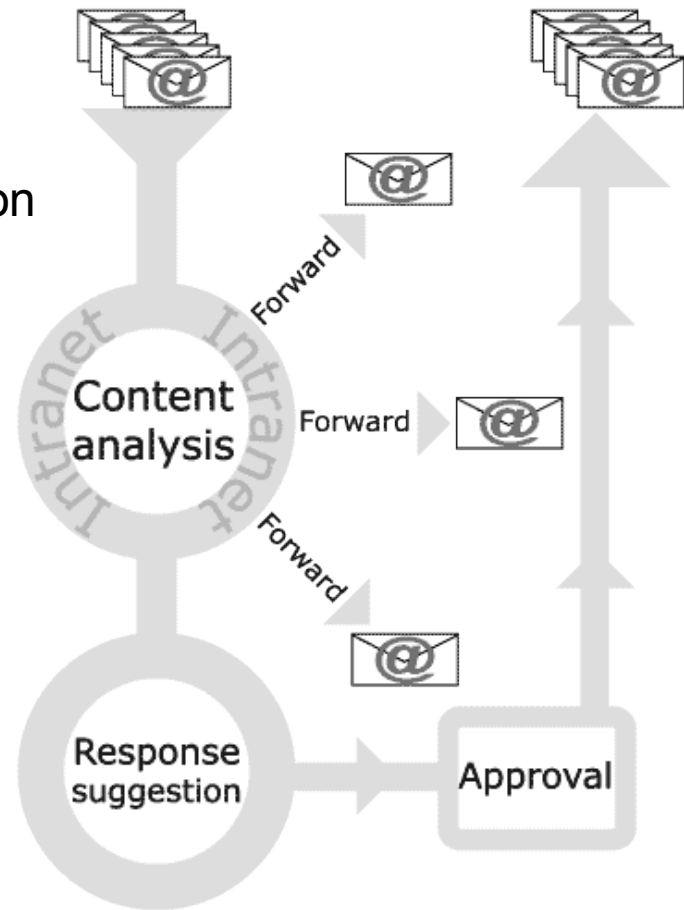 on
Forward
Intranet Intranet
Content
analysis
Forward
Forward
Response
suggestion
Approval
@
@
@
@
@